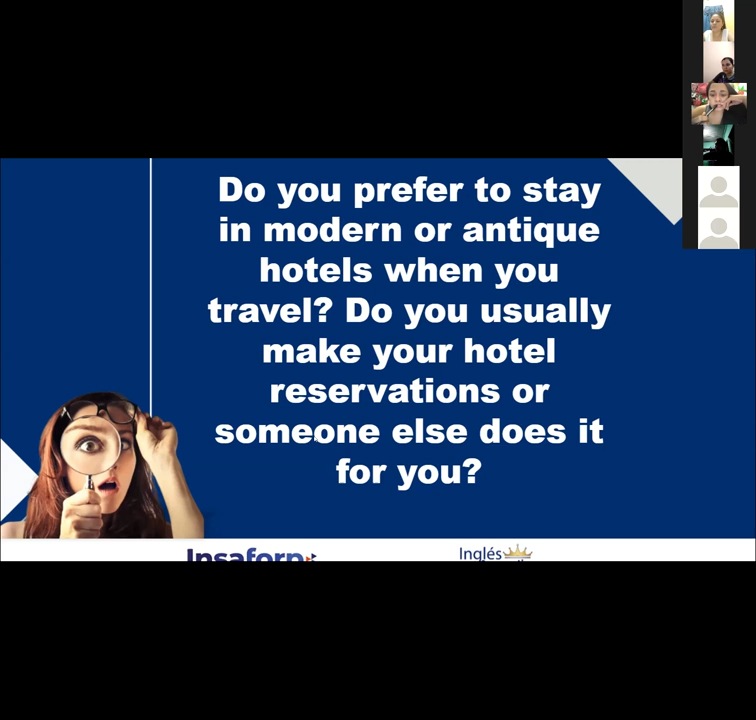 Do you prefer to stay
in modern or antique
hotels when you
travel? Do you usually
make your hotel
reservations or
someone else does it
for you?
Insaforp
Inglés